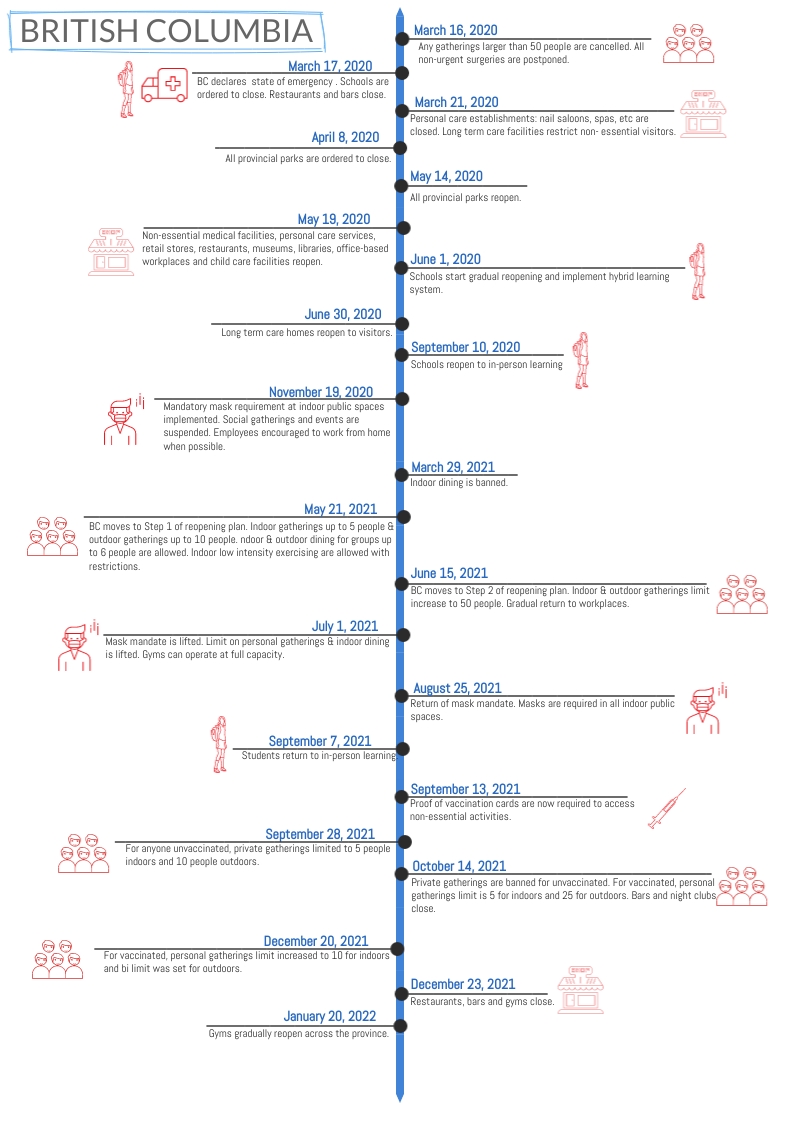 BRITISH COLUMBIA
March 16, 2020
Any gatherings larger than 50 people are cancelled. All
non-urgent surgeries are postponed.
March 17, 2020
BC declares state of emergency . Schools are
ordered to close. Restaurants and bars close.
March 21, 2020
Personal care establishments: nail saloons, spas, etc are
closed. Long term care facilities restrict non- essential visitors.
April 8, 2020
All provincial parks are ordered to close.
May 14, 2020
All provincial parks reopen.
May 19, 2020
Non-essential medical facilities, personal care services,
retail stores, restaurants, museums, libraries, office-based
workplaces and child care facilities reopen.
June 1, 2020
Schools start gradual reopening and implement hybrid learning
system.
June 30, 2020
Long term care homes reopen to visitors.
September 10, 2020
Schools reopen to in-person learning
November 19, 2020
Mandatory mask requirement at indoor public spaces
implemented. Social gatherings and events are
suspended. Employees encouraged to work from home
when possible.
March 29, 2021
Indoor dining is banned.
May 21, 2021
BC moves to Step 1 of reopening plan. Indoor gatherings up to 5 people &
outdoor gatherings up to 10 people. ndoor & outdoor dining for groups up
to 6 people are allowed. Indoor low intensity exercising are allowed with
restrictions.
June 15, 2021
BC moves to Step 2 of reopening plan. Indoor & outdoor gatherings limit
increase to 50 people. Gradual return to workplaces.
July 1, 2021
Mask mandate is lifted. Limit on personal gatherings & indoor dining
is lifted. Gyms can operate at full capacity.
August 25, 2021
Return of mask mandate. Masks are required in all indoor public
spaces.
September 7, 2021
Students return to in-person learning
September 13, 2021
Proof of vaccination cards are now required to access
non-essential activities.
September 28, 2021
For anyone unvaccinated, private gatherings limited to 5 people
indoors and 10 people outdoors.
October 14, 2021
Private gatherings are banned for unvaccinated. For vaccinated, personal
gatherings limit is 5 for indoors and 25 for outdoors. Bars and night clubs
close.
December 20, 2021
For vaccinated, personal gatherings limit increased to 10 for indoors
and bi limit was set for outdoors.
December 23, 2021
Restaurants, bars and gyms close.
January 20, 2022
Gyms gradually reopen across the province.